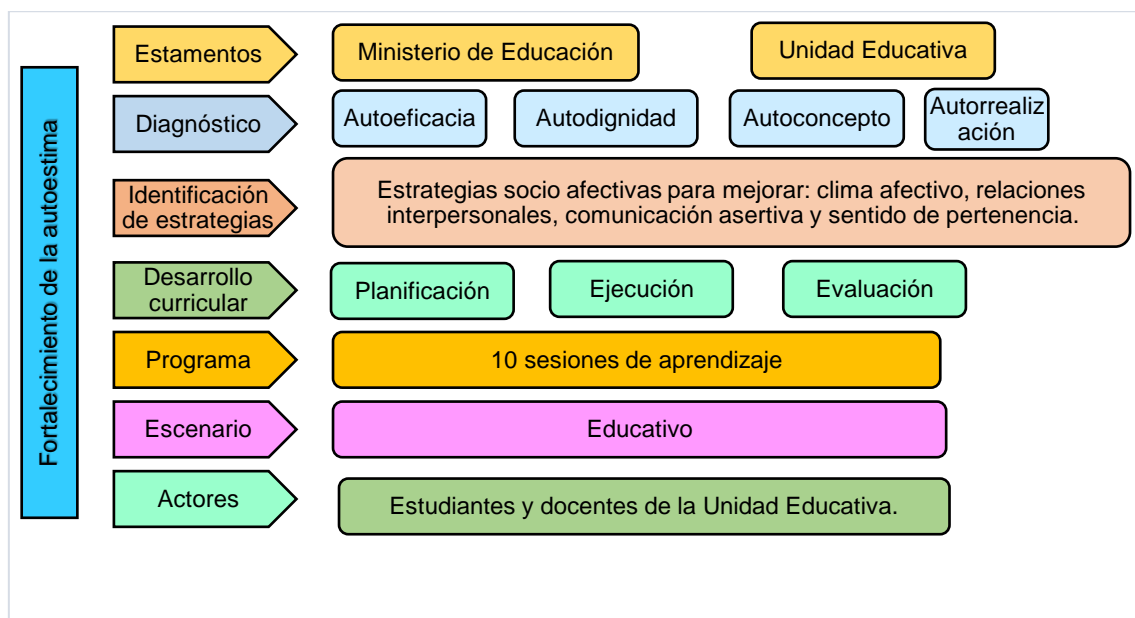 Fortalecimiento de la autoestima
Estamentos
Ministerio de Educación
Unidad Educativa
Diagnóstico
Autoeficacia
Autodignidad
Autoconcepto
Autorrealiz
ación
Identificación
de estrategias
Estrategias socio afectivas para mejorar: clima afectivo, relaciones
interpersonales, comunicación asertiva y sentido de pertenencia.
Desarrollo
curricular
Planificación
Ejecución
Evaluación
Programa
10 sesiones de aprendizaje
Escenario
Educativo
Actores
Estudiantes y docentes de la Unidad Educativa.